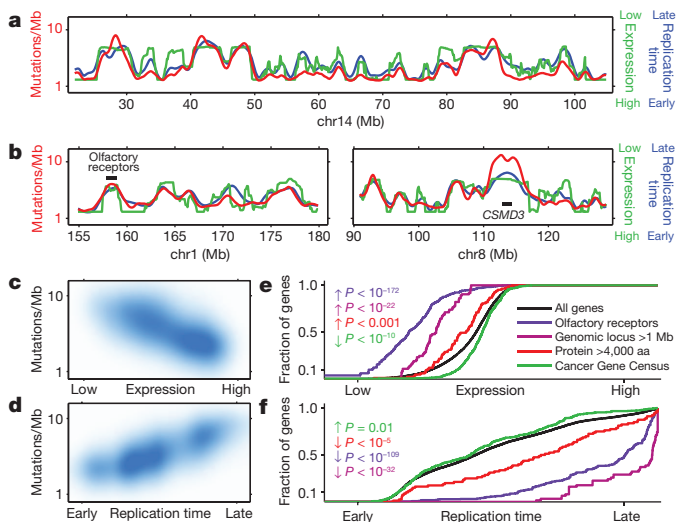 a
Mutations/Mb
10
1
30
40
50
60
70
80
90
100
chr14 (Mb)
Low
Expression
High
Late
Replication
time
Early
b
Mutations/Mb
10
1
Olfactory
receptors
155
160
165
170
175
180
chr1 (Mb)
CSMD3
90
100
110
120
chr8 (Mb)
Low
Expression
High
Late
Replication
time
Early
c
Mutations/Mb
10
1
Low
Expression
High
d
Mutations/Mb
10
1
Early
Replication time
Late
e
Fraction of genes
1.0
0.5
0.1
↑ P < 10⁻¹⁷²
↑ P < 10⁻²²
↑ P < 0.001
↓ P < 10⁻¹⁰
All genes
Olfactory receptors
Genomic locus >1 Mb
Protein >4,000 aa
Cancer Gene Census
Low
Expression
High
f
Fraction of genes
1.0
0.5
0.1
↑ P = 0.01
↓ P < 10⁻⁵
↓ P < 10⁻¹⁰⁹
↓ P < 10⁻³²
Early
Replication time
Late